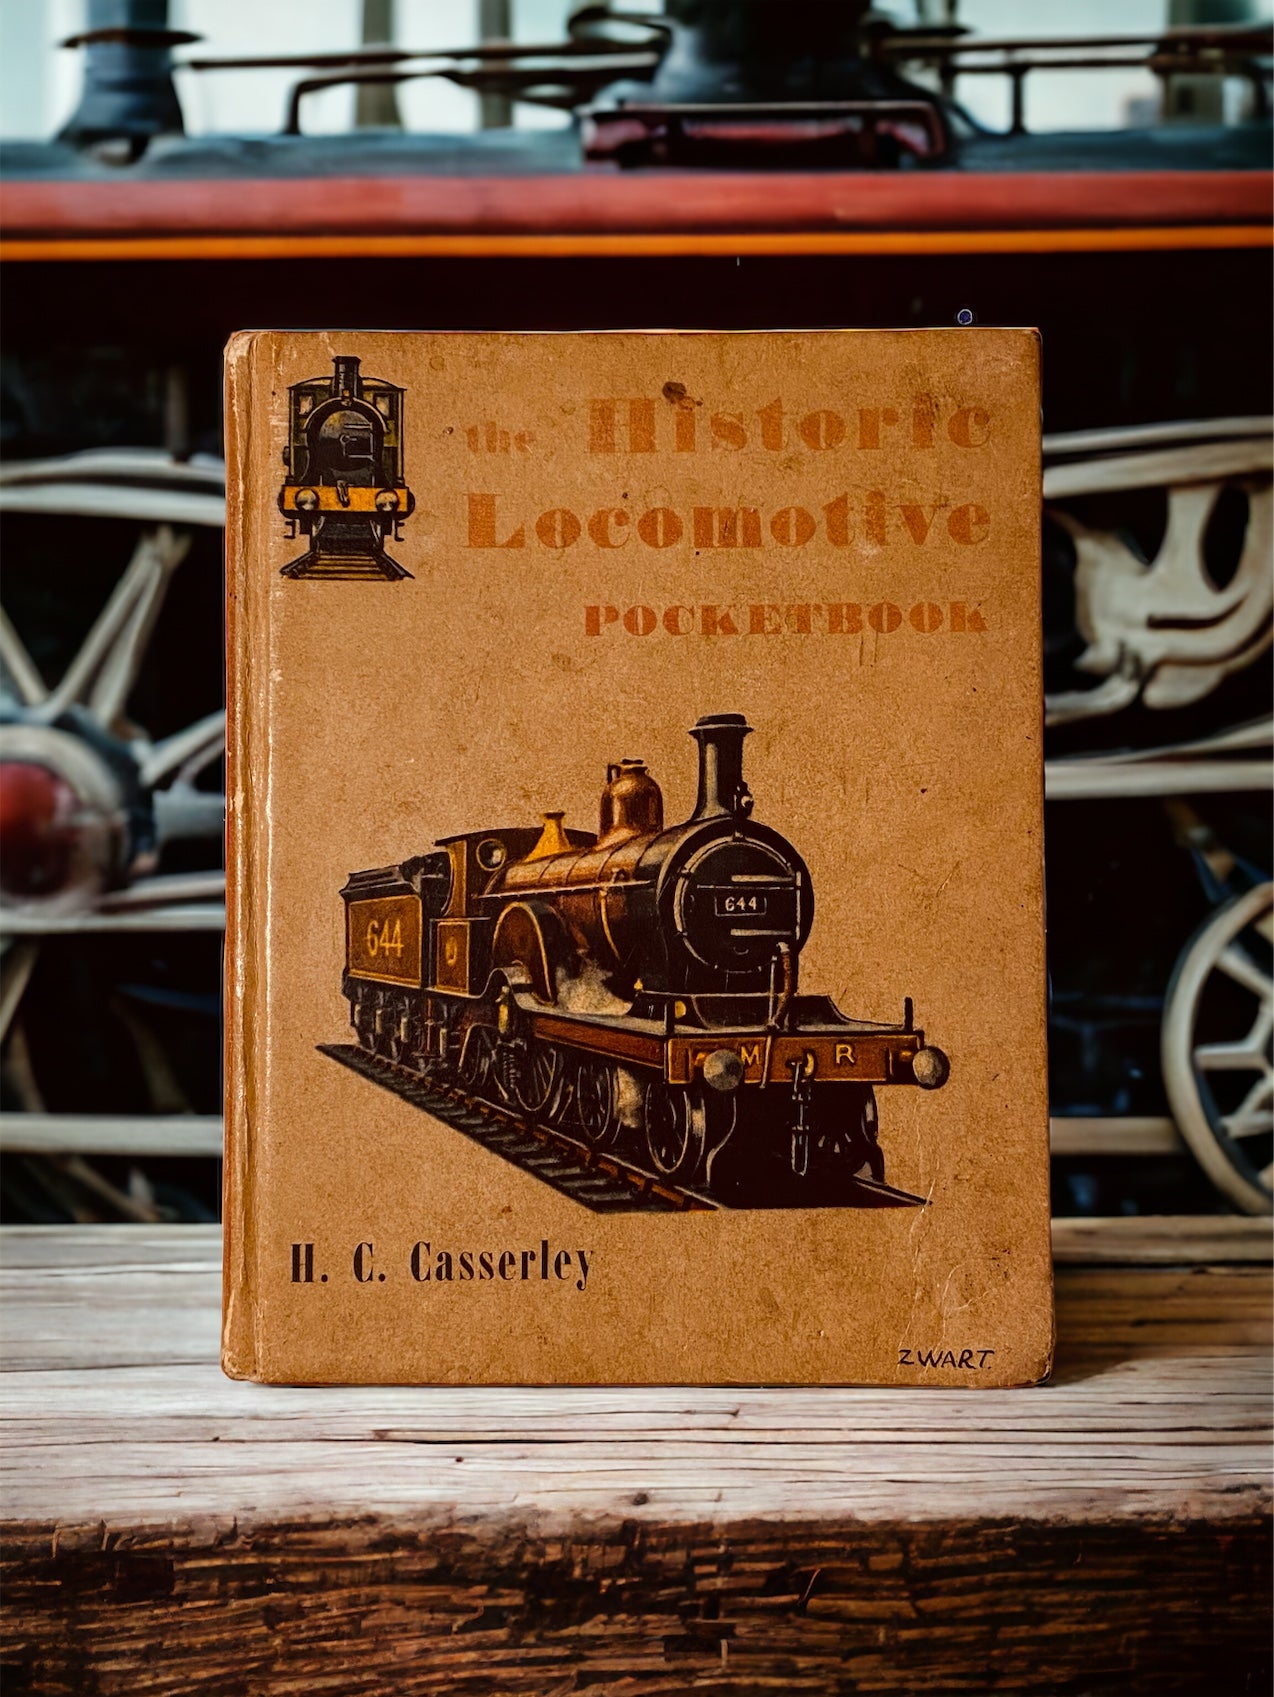 the Historic
Locomotive
POCKETBOOK
644
644
M R
H. C. Casserley
ZWART.